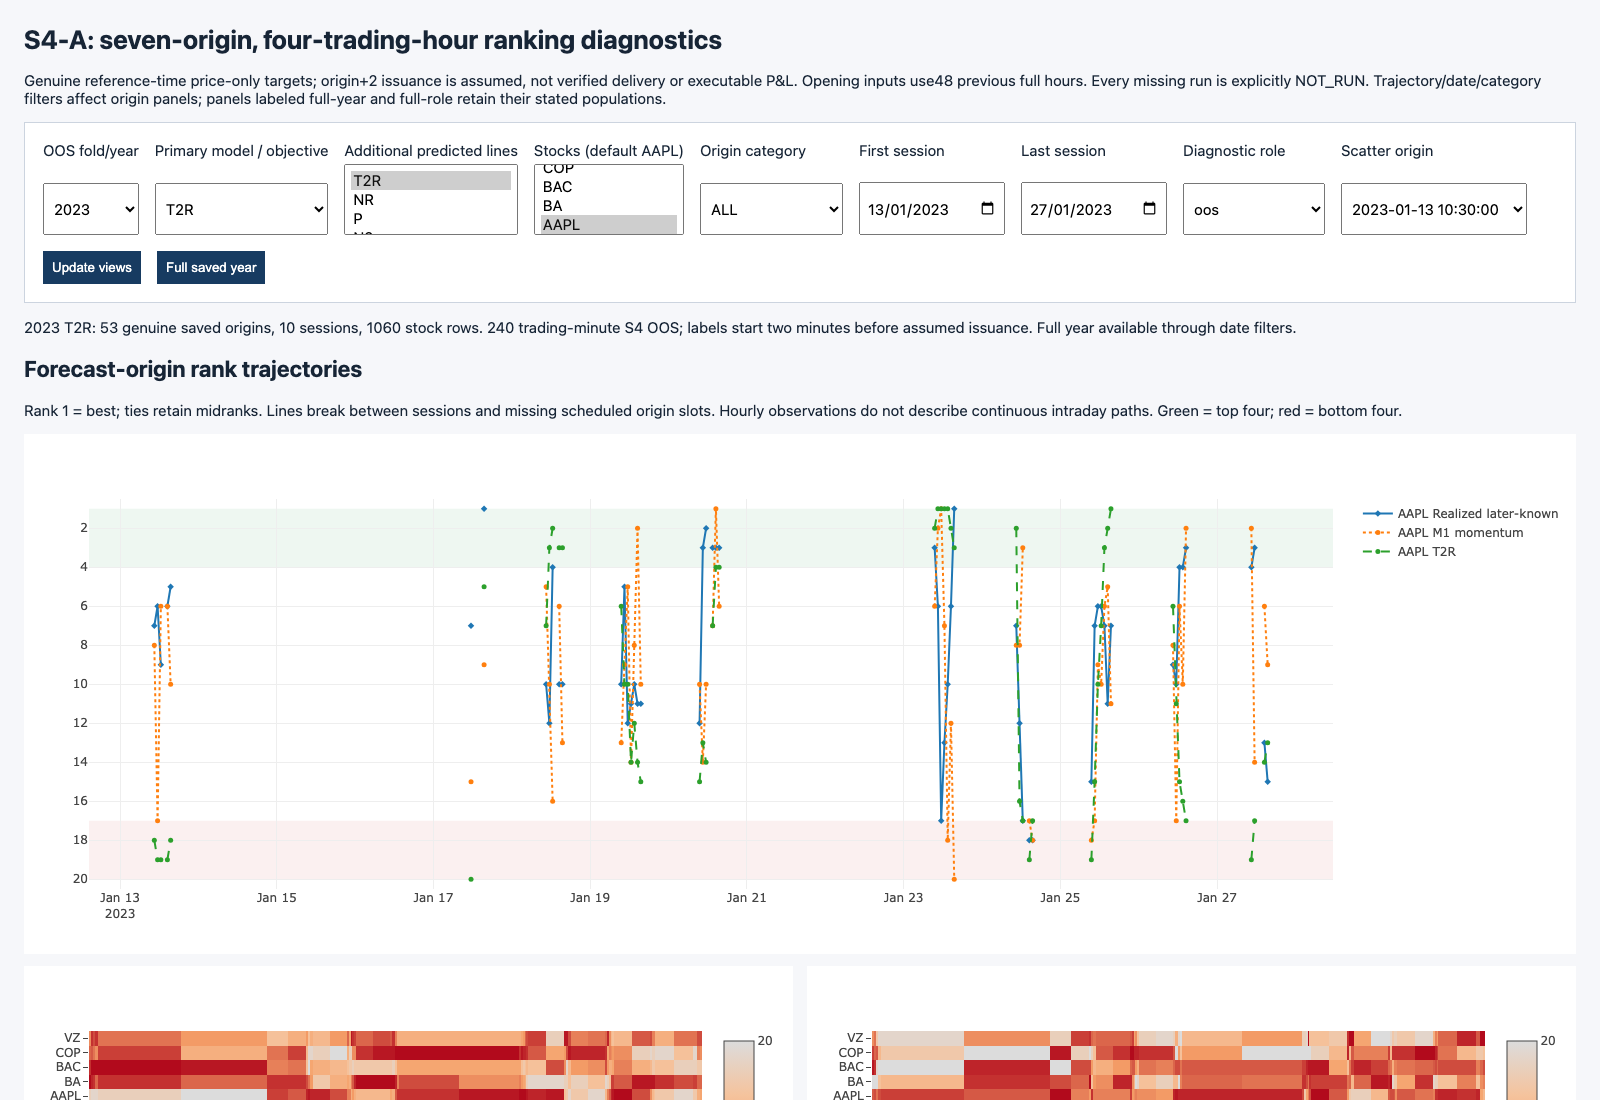 S4-A: seven-origin, four-trading-hour ranking diagnostics
Genuine reference-time price-only targets; origin+2 issuance is assumed, not verified delivery or executable P&L. Opening inputs use48 previous full hours. Every missing run is explicitly NOT_RUN. Trajectory/date/category
filters affect origin panels; panels labeled full-year and full-role retain their stated populations.
OOS fold/year
Primary model / objective
Additional predicted lines
Stocks (default AAPL)
Origin category
First session
Last session
Diagnostic role
Scatter origin
2023
T2R
T2R
NR
P
COP
BAC
BA
AAPL
ALL
13/01/2023
27/01/2023
oos
2023-01-13 10:30:00
Update views
Full saved year
2023 T2R: 53 genuine saved origins, 10 sessions, 1060 stock rows. 240 trading-minute S4 OOS; labels start two minutes before assumed issuance. Full year available through date filters.
Forecast-origin rank trajectories
Rank 1 = best; ties retain midranks. Lines break between sessions and missing scheduled origin slots. Hourly observations do not describe continuous intraday paths. Green = top four; red = bottom four.
2
4
6
8
10
12
14
16
18
20
Jan 13
2023
Jan 15
Jan 17
Jan 19
Jan 21
Jan 23
Jan 25
Jan 27
AAPL Realized later-known
AAPL M1 momentum
AAPL T2R
VZ
COP
BAC
BA
AAPL
20
VZ
COP
BAC
BA
AAPL
20